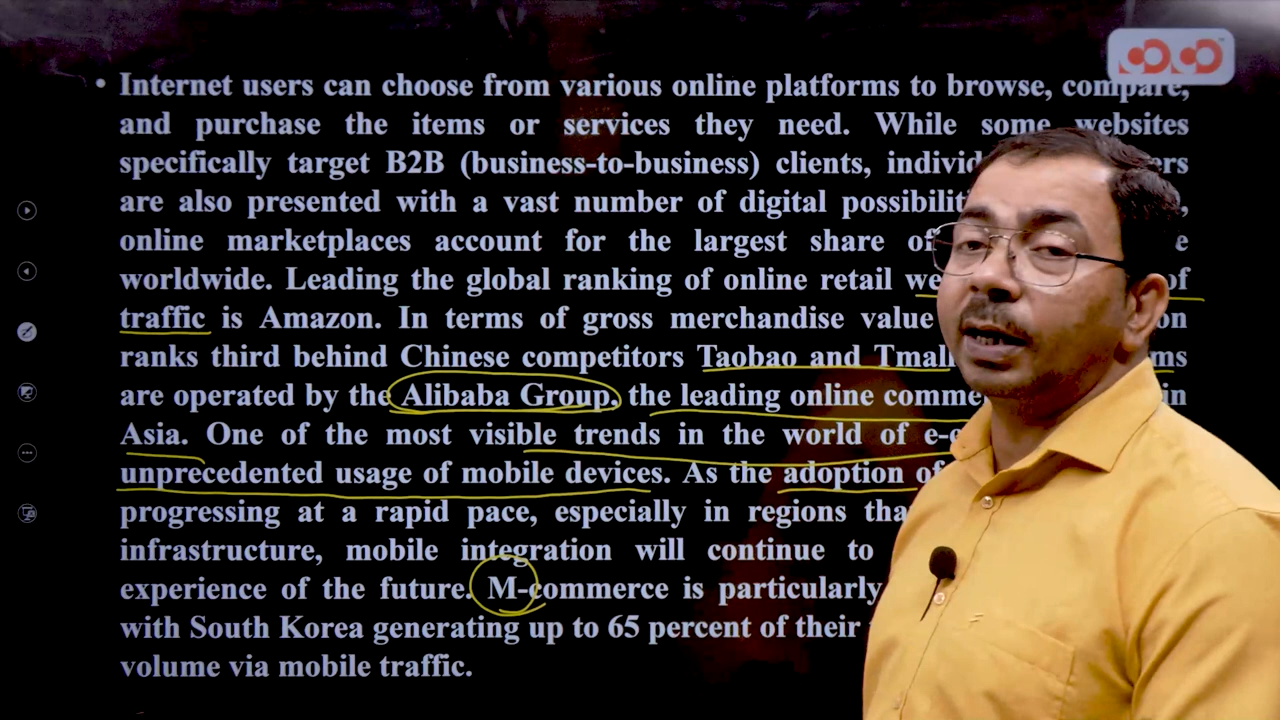 • Internet users can choose from various online platforms to browse, compare,
and purchase the items or services they need. While some websites
specifically target B2B (business-to-business) clients,
are also presented with a vast number of digital
online marketplaces account for the largest share
worldwide. Leading the global ranking of online retail of
traffic is Amazon. In terms of gross merchandise value
ranks third behind Chinese competitors Taobao and
are operated by the Alibaba Group, the leading online in
Asia. One of the most visible trends in the world of
unprecedented usage of mobile devices. As the adoption
progressing at a rapid pace, especially in regions
infrastructure, mobile integration will continue to
experience of the future. M-commerce is particularly
with South Korea generating up to 65 percent of their
volume via mobile traffic.